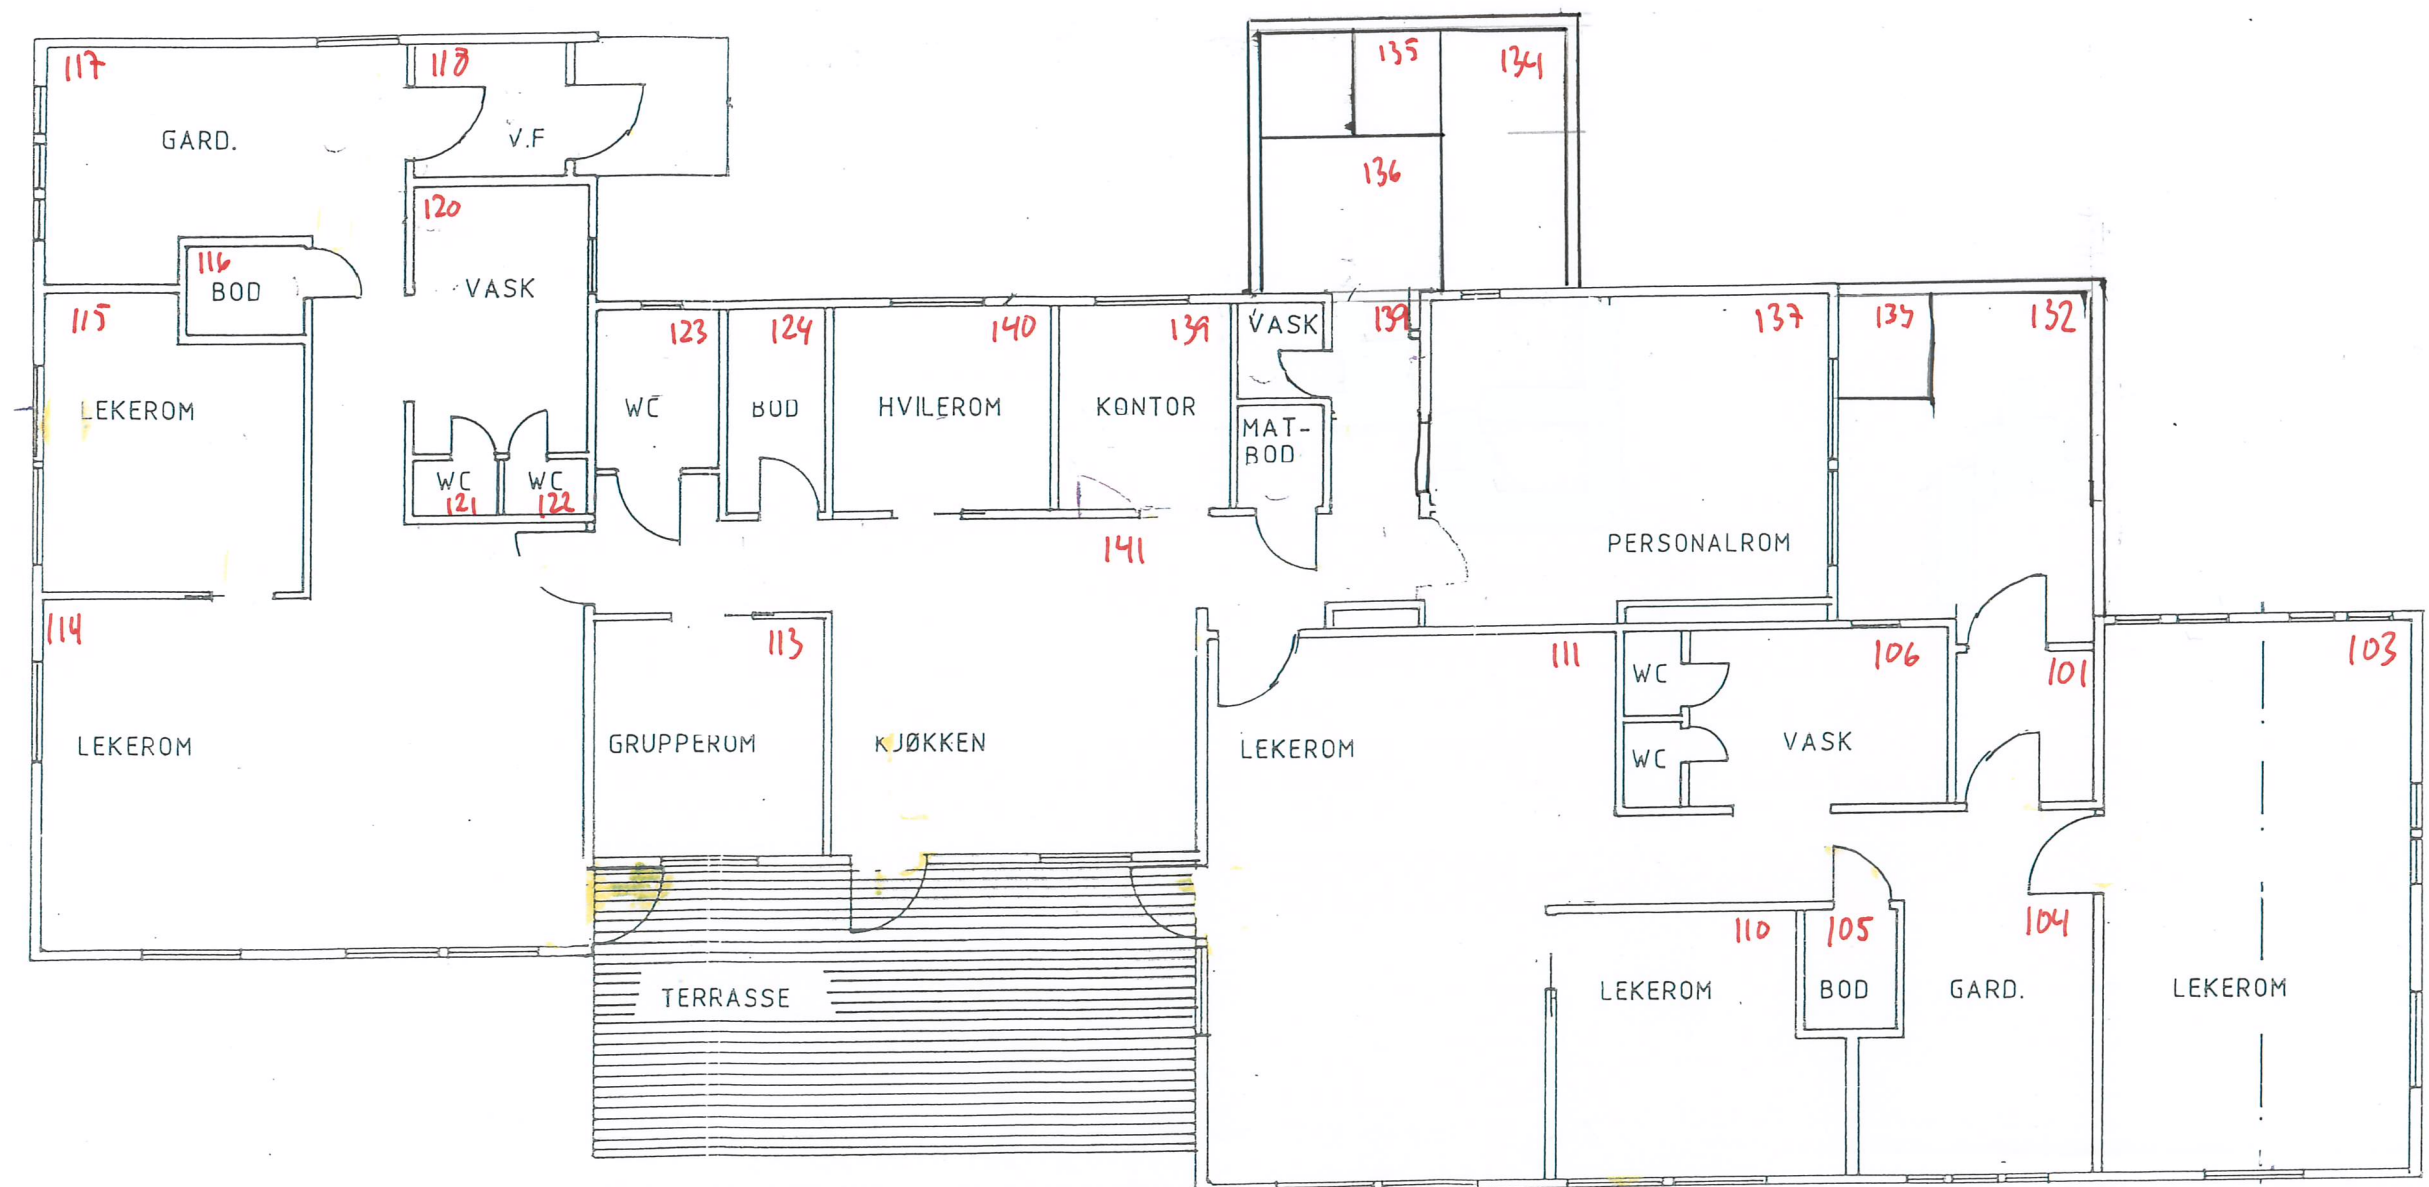 117
118
135
134
GARD.
V.F
136
120
116
BOD
VASK
115
123
124
140
139
VASK
139
137
133
132
LEKEROM
WC
BOD
HVILEROM
KONTOR
MAT-
BOD
WC
121
WC
122
141
PERSONALROM
114
113
111
WC
106
101
103
LEKEROM
GRUPPEROM
KJØKKEN
LEKEROM
WC
VASK
110
105
104
TERRASSE
LEKEROM
BOD
GARD.
LEKEROM